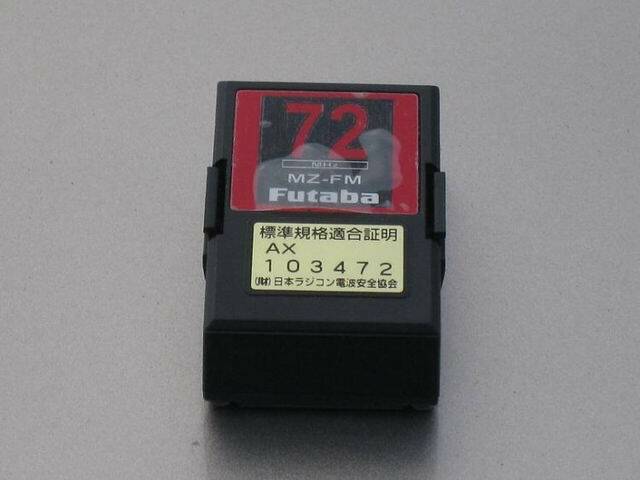 72
MHz
MZ-FM
Futaba
標準規格適合証明
AX
103472
(財)日本ラジコン電波安全協会